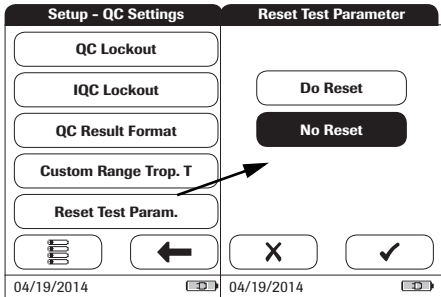 Setup - QC Settings
QC Lockout
IQC Lockout
QC Result Format
Custom Range Trop. T
Reset Test Param.
04/19/2014
Reset Test Parameter
Do Reset
No Reset
04/19/2014